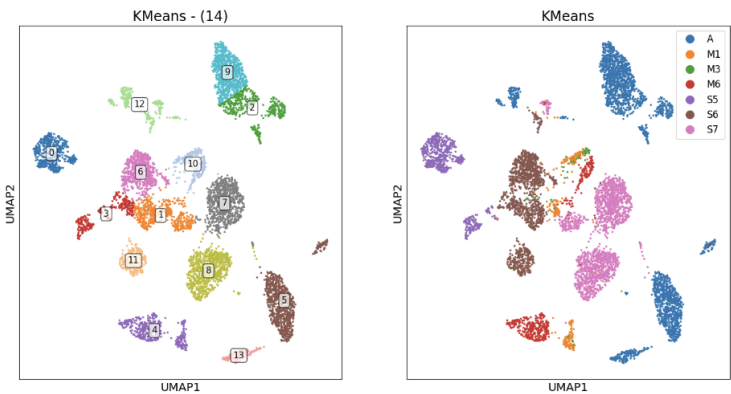 KMeans - (14)
KMeans
9
2
12
0
6
10
3
1
7
11
8
5
4
13
UMAP2
UMAP1
A
M1
M3
M6
S5
S6
S7
UMAP2
UMAP1